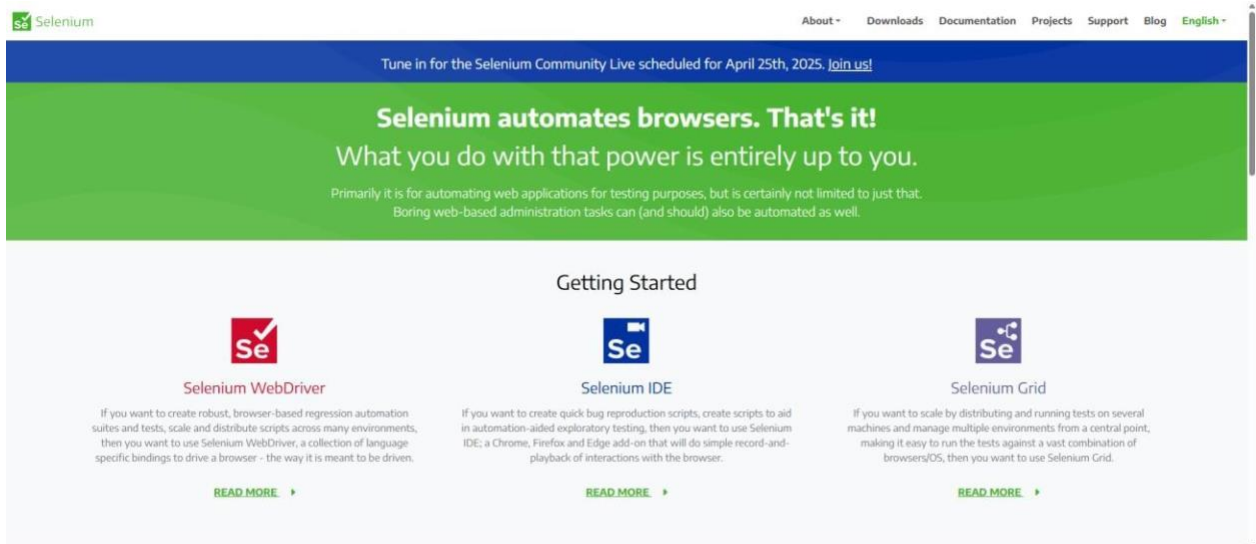 Se Selenium
About Downloads Documentation Projects Support Blog English
Tune in for the Selenium Community Live scheduled for April 25th, 2025. Join us!
Selenium automates browsers. That's it!
What you do with that power is entirely up to you.
Primarily it is for automating web applications for testing purposes, but is certainly not limited to just that.
Boring web-based administration tasks can (and should) also be automated as well.
Getting Started
Se
Selenium WebDriver
If you want to create robust, browser-based regression automation
suites and tests, scale and distribute scripts across many environments,
then you want to use Selenium WebDriver, a collection of language
specific bindings to drive a browser - the way it is meant to be driven.
READ MORE
Se
Selenium IDE
If you want to create quick bug reproduction scripts, create scripts to aid
in automation-aided exploratory testing, then you want to use Selenium
IDE; a Chrome, Firefox and Edge add-on that will do simple record-and-
playback of interactions with the browser.
READ MORE
Se
Selenium Grid
If you want to scale by distributing and running tests on several
machines and manage multiple environments from a central point,
making it easy to run the tests against a vast combination of
browsers/OS, then you want to use Selenium Grid.
READ MORE